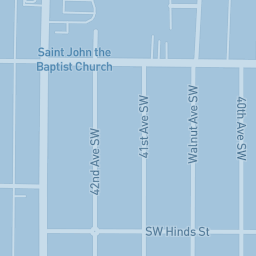 Saint John the
Baptist Church
42nd Ave SW
41st Ave SW
Walnut Ave SW
40th Ave SW
SW Hinds St